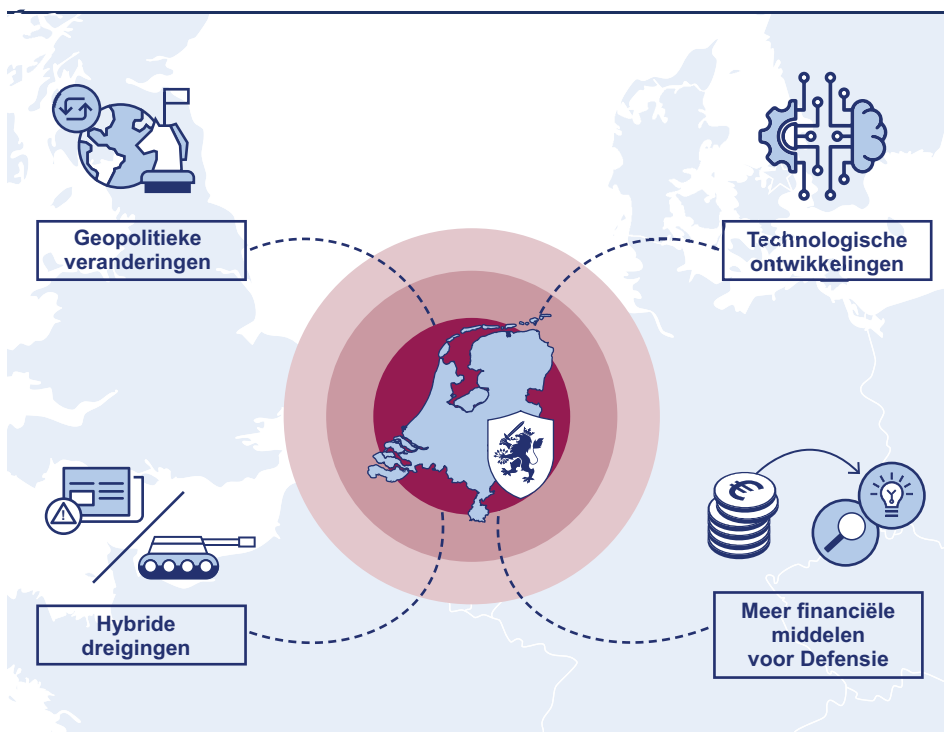 Geopolitieke
veranderingen
Technologische
ontwikkelingen
Hybride
dreigingen
€
Meer financiële
middelen
voor Defensie